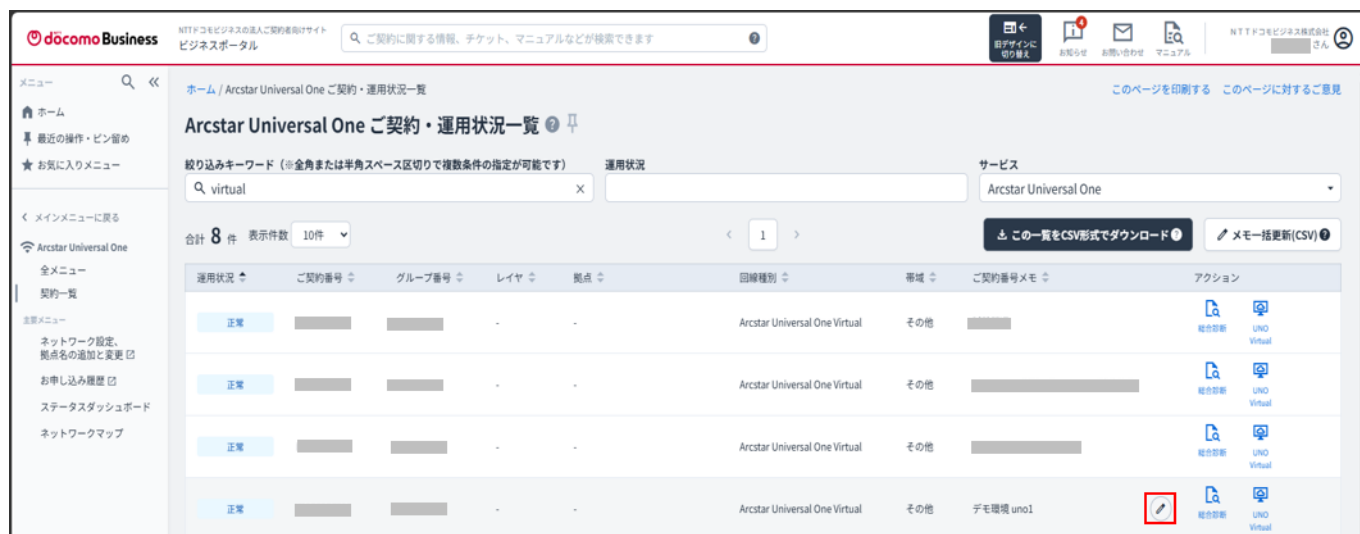 döcomo Business
NTTドコモビジネスの法人ご契約者向けサイト
ビジネスポータル
ご契約に関する情報、チケット、マニュアルなどが検索できます
旧デザインに
切り替え
4
お知らせ
お問い合わせ
マニュアル
NTTドコモビジネス株式会社
さん
メニュー
ホーム
最近の操作・ピン留め
お気に入りメニュー
メインメニューに戻る
Arcstar Universal One
全メニュー
契約一覧
主要メニュー
ネットワーク設定、
拠点名の追加と変更
お申し込み履歴
ステータスダッシュボード
ネットワークマップ
ホーム / Arcstar Universal One ご契約・運用状況一覧
このページを印刷する このページに対するご意見
Arcstar Universal One ご契約・運用状況一覧
絞り込みキーワード（※全角または半角スペース区切りで複数条件の指定が可能です） 運用状況 サービス
virtual × Arcstar Universal One
合計 8 件 表示件数 10件 < 1 > この一覧をCSV形式でダウンロード メモ一括更新(CSV)
運用状況 ご契約番号 グループ番号 レイヤ 拠点 回線種別 帯域 ご契約番号メモ アクション
正常 - - Arcstar Universal One Virtual その他 総合診断 UNO
Virtual
正常 - - Arcstar Universal One Virtual その他 総合診断 UNO
Virtual
正常 - - Arcstar Universal One Virtual その他 総合診断 UNO
Virtual
正常 - - Arcstar Universal One Virtual その他 デモ環境 uno1 総合診断 UNO
Virtual